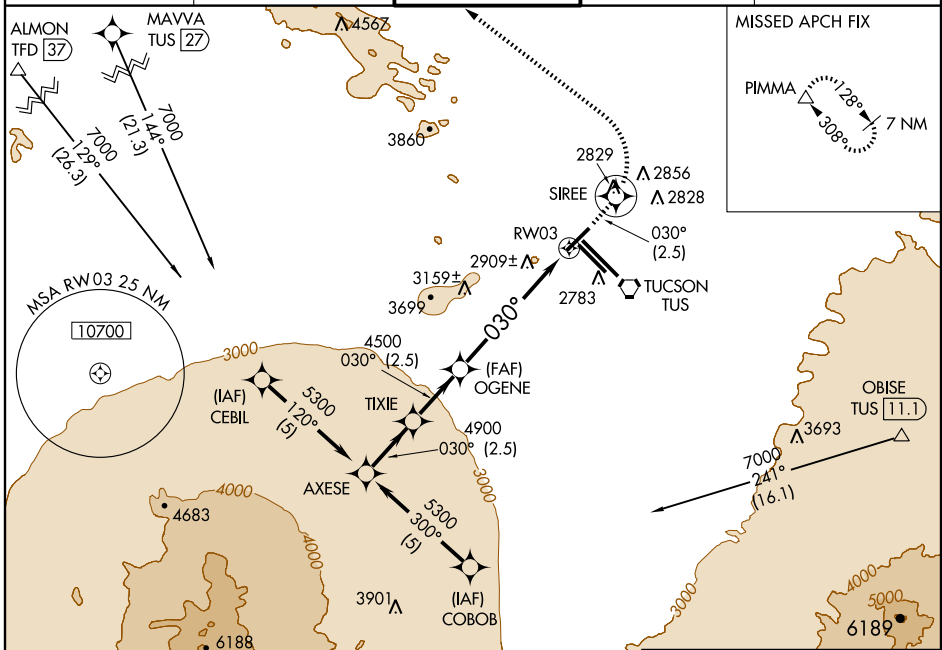 ALMON
TFD 37
MAVVA
TUS 27
4567
MISSED APCH FIX
PIMMA
128°
308°
7 NM
7000
129°
(26.3)
7000
144°
(21.3)
3860
2829
2856
SIREE
2828
RW03
030°
(2.5)
2909±
3159±
3699
2783
TUCSON
TUS
MSA RW03 25 NM
10700
3000
4500
030° (2.5)
030°
(FAF)
OGENE
(IAF)
CEBIL
5300
120°
(5)
TIXIE
4900
030° (2.5)
OBISE
TUS 11.1
3693
7000
241°
(16.1)
AXESE
3000
4000
4683
5300
300°
(5)
4000
(IAF)
COBOB
3901
3000
4000
5000
6189
6188